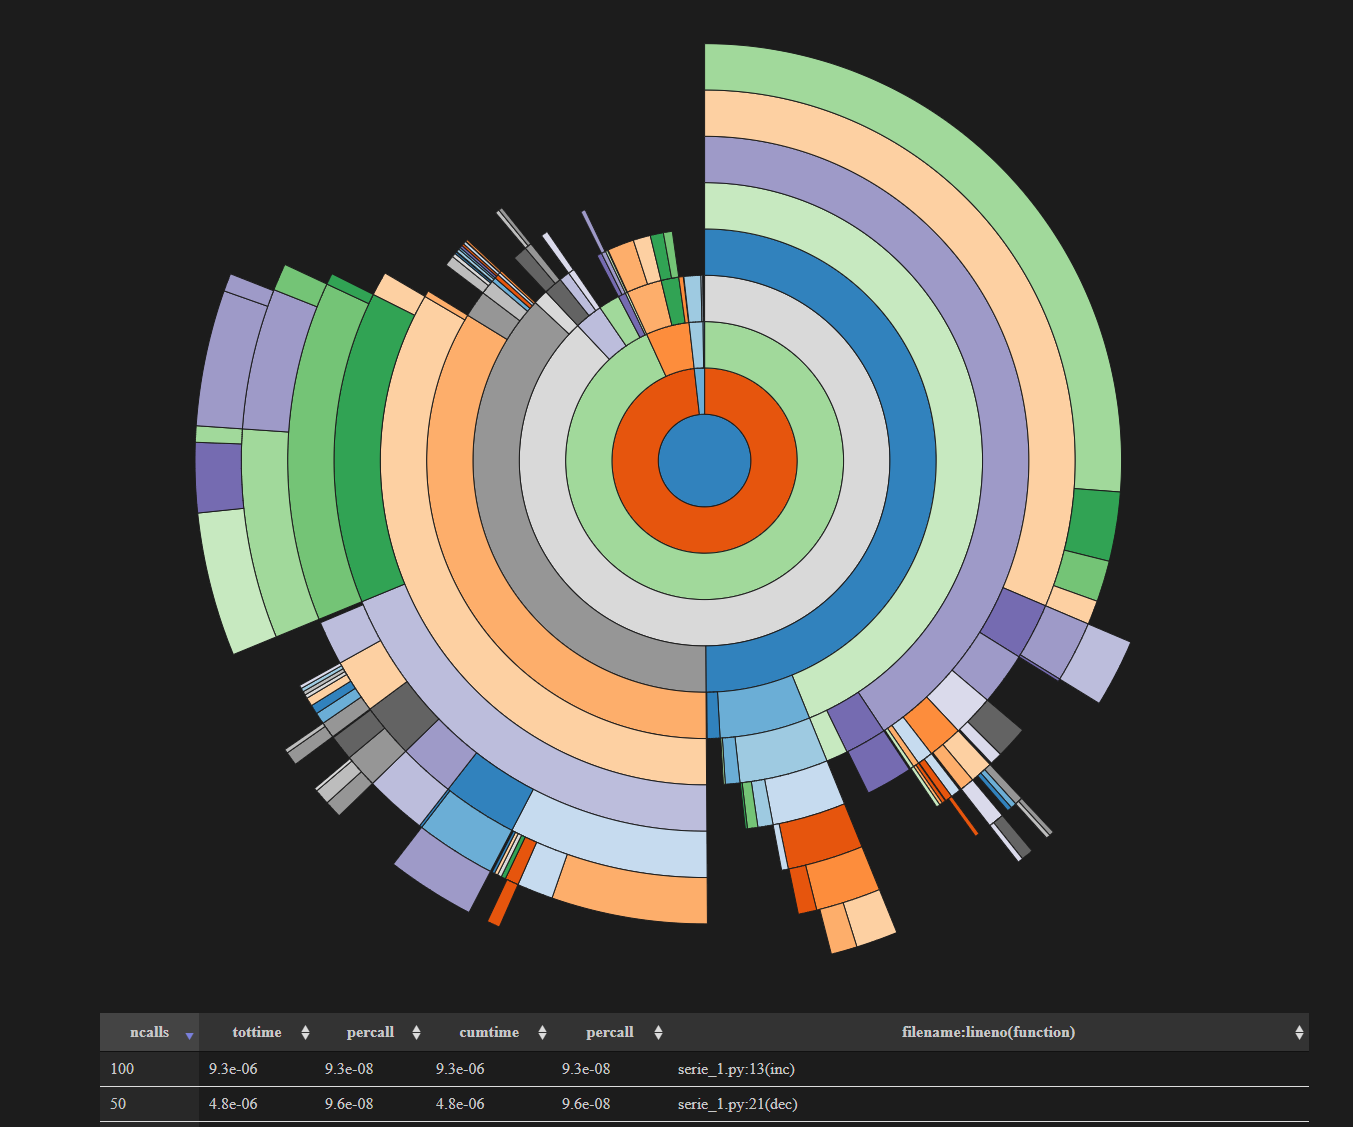 ncalls tottime percall cumtime percall filename:lineno(function)
100 9.3e-06 9.3e-08 9.3e-06 9.3e-08 serie_1.py:13(inc)
50 4.8e-06 9.6e-08 4.8e-06 9.6e-08 serie_1.py:21(dec)